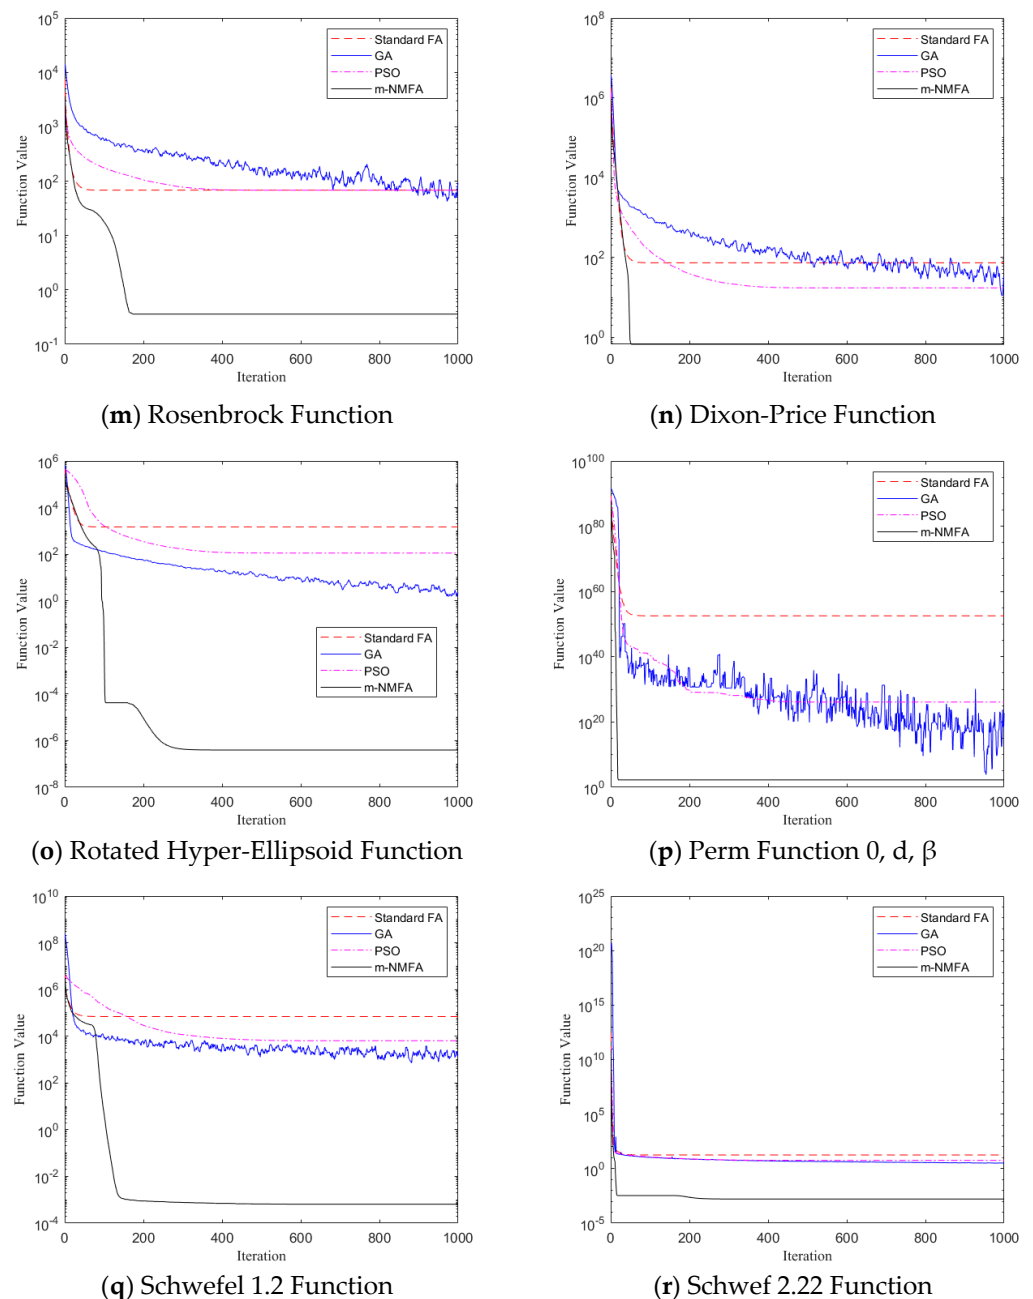 10^5
10^4
10^3
10^2
10^1
10^0
10^-1
Function Value
0 200 400 600 800 1000
Iteration
Standard FA
GA
PSO
m-NMFA
(m) Rosenbrock Function
10^8
10^6
10^4
10^2
10^0
Function Value
0 200 400 600 800 1000
Iteration
Standard FA
GA
PSO
m-NMFA
(n) Dixon-Price Function
10^6
10^4
10^2
10^0
10^-2
10^-4
10^-6
10^-8
Function Value
0 200 400 600 800 1000
Iteration
Standard FA
GA
PSO
m-NMFA
(o) Rotated Hyper-Ellipsoid Function
10^100
10^80
10^60
10^40
10^20
10^0
Function Value
0 200 400 600 800 1000
Iteration
Standard FA
GA
PSO
m-NMFA
(p) Perm Function 0, d, β
10^10
10^8
10^6
10^4
10^2
10^0
10^-2
10^-4
Function Value
0 200 400 600 800 1000
Iteration
Standard FA
GA
PSO
m-NMFA
(q) Schwefel 1.2 Function
10^25
10^20
10^15
10^10
10^5
10^0
10^-5
Function Value
0 200 400 600 800 1000
Iteration
Standard FA
GA
PSO
m-NMFA
(r) Schwef 2.22 Function